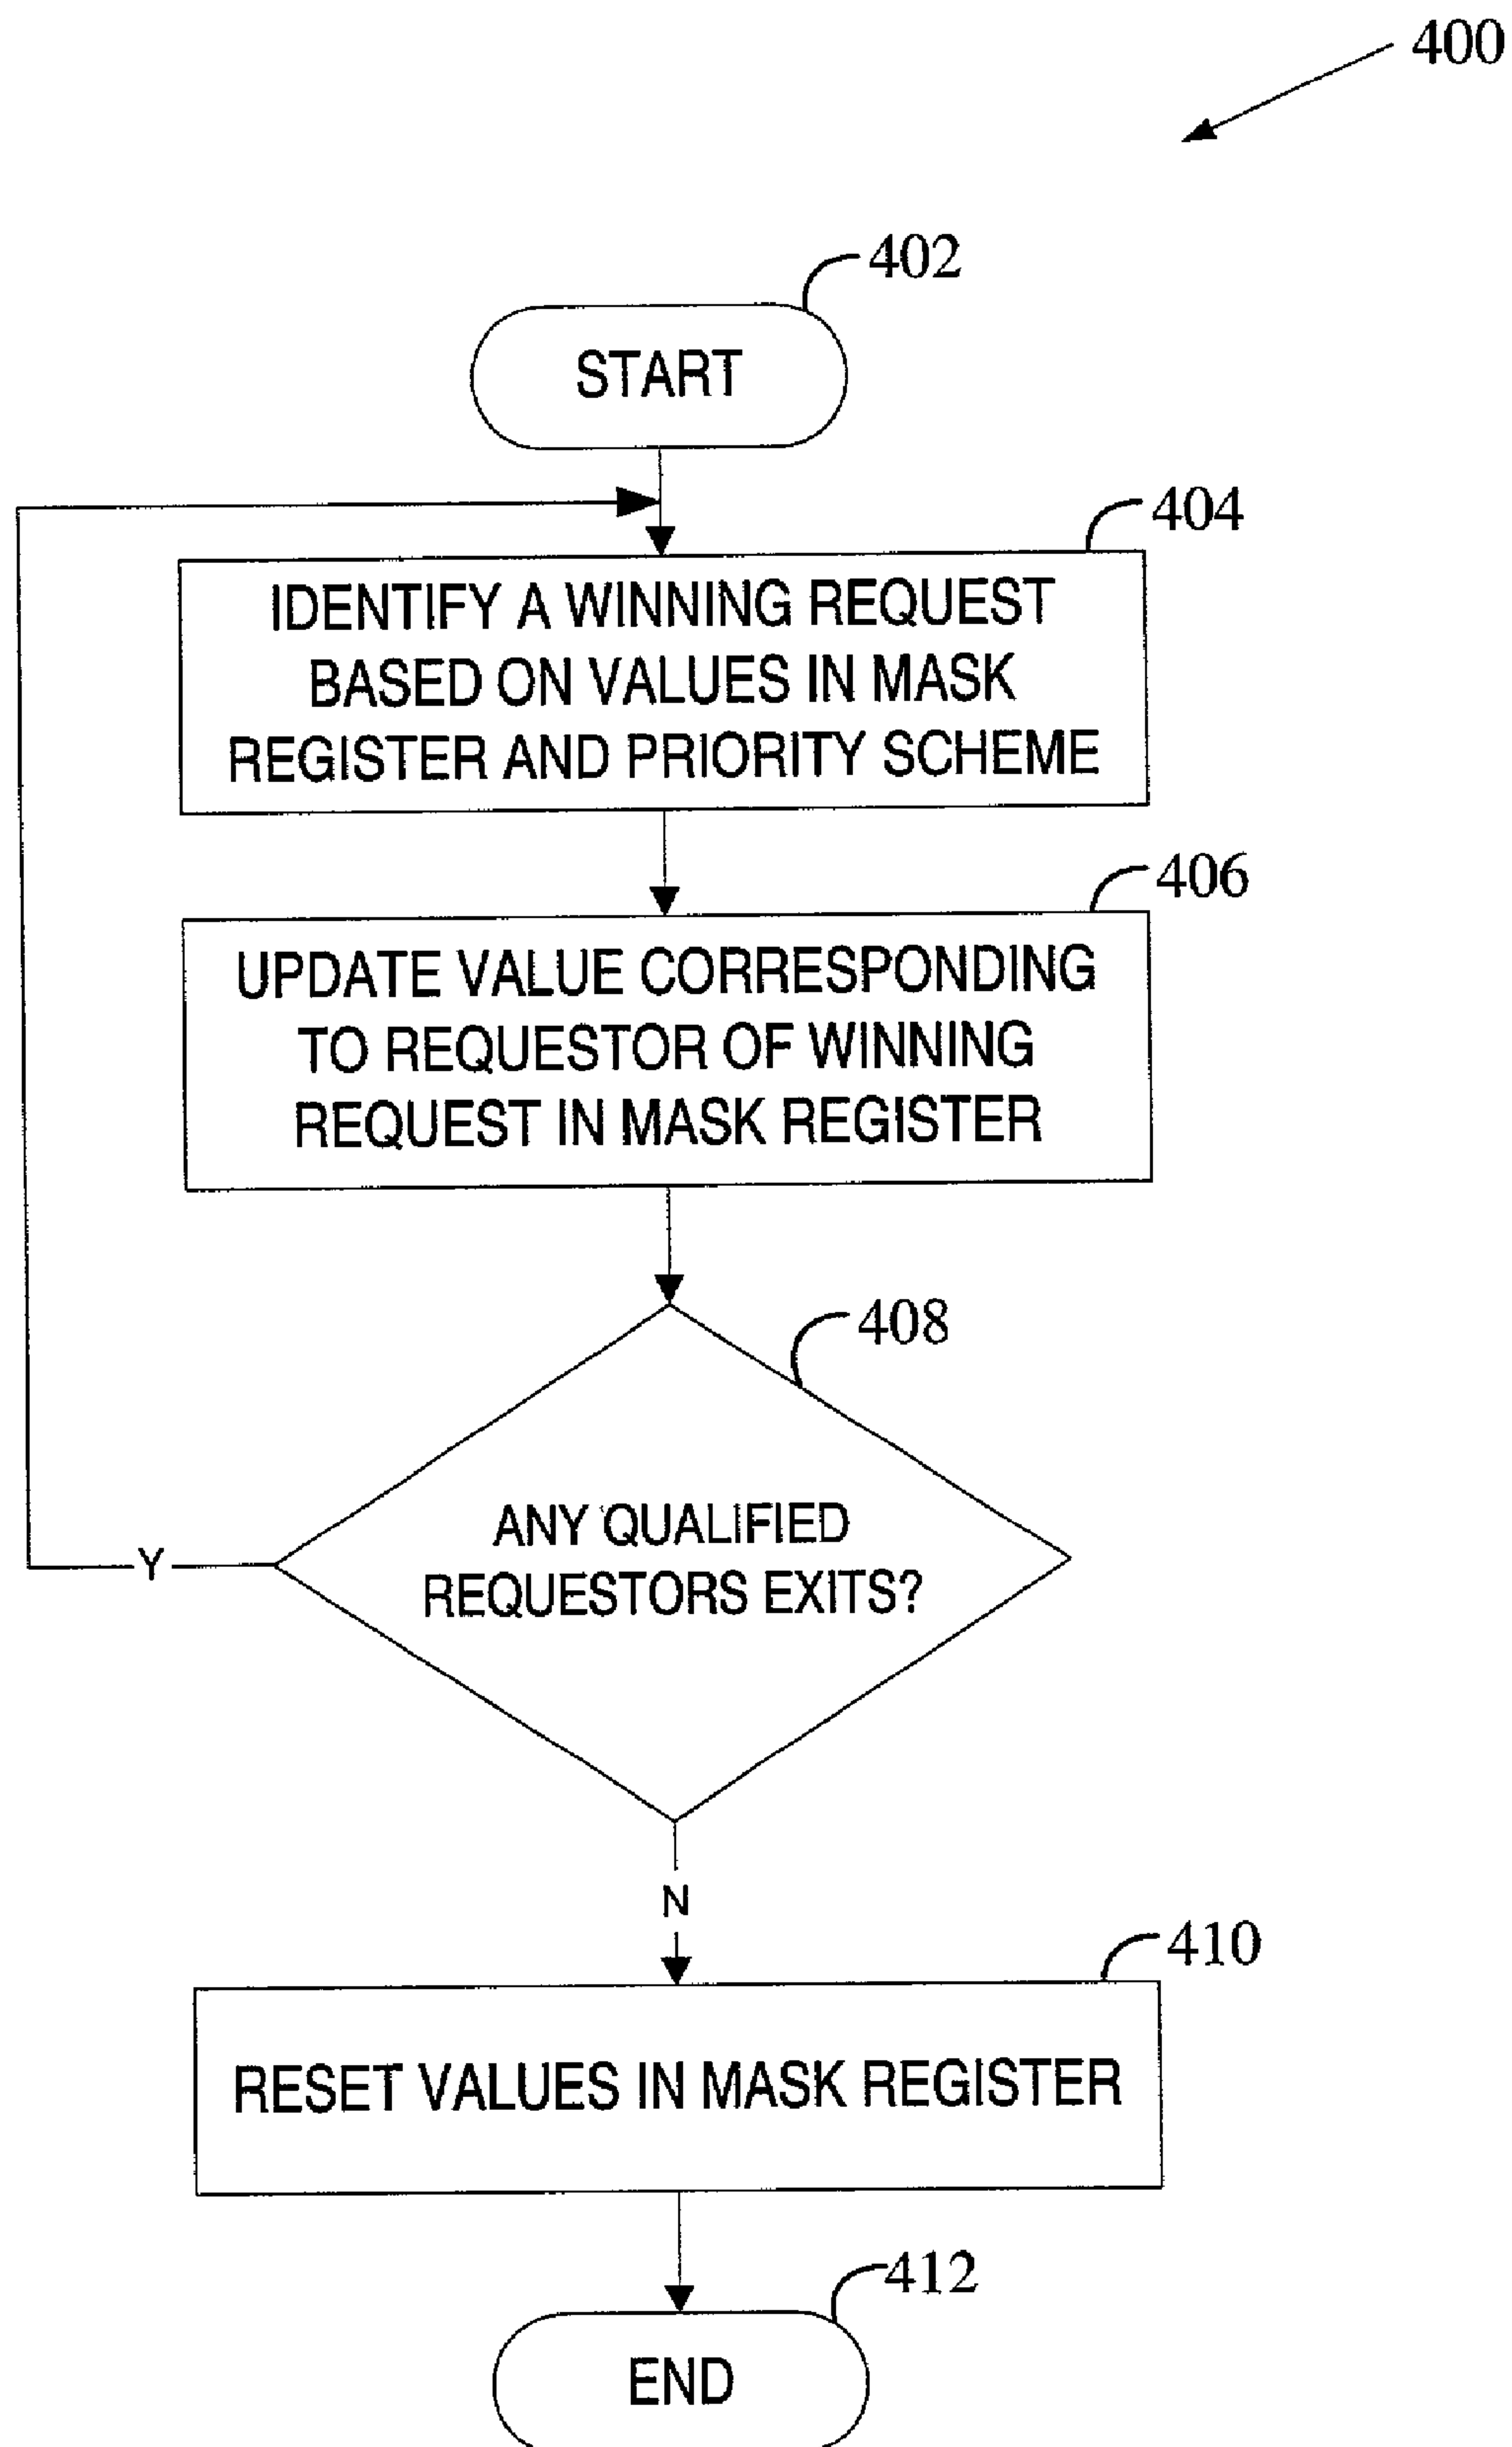 400
402
START
404
IDENTIFY A WINNING REQUEST
BASED ON VALUES IN MASK
REGISTER AND PRIORITY SCHEME
406
UPDATE VALUE CORRESPONDING
TO REQUESTOR OF WINNING
REQUEST IN MASK REGISTER
408
ANY QUALIFIED
REQUESTORS EXITS?
Y
N
410
RESET VALUES IN MASK REGISTER
412
END